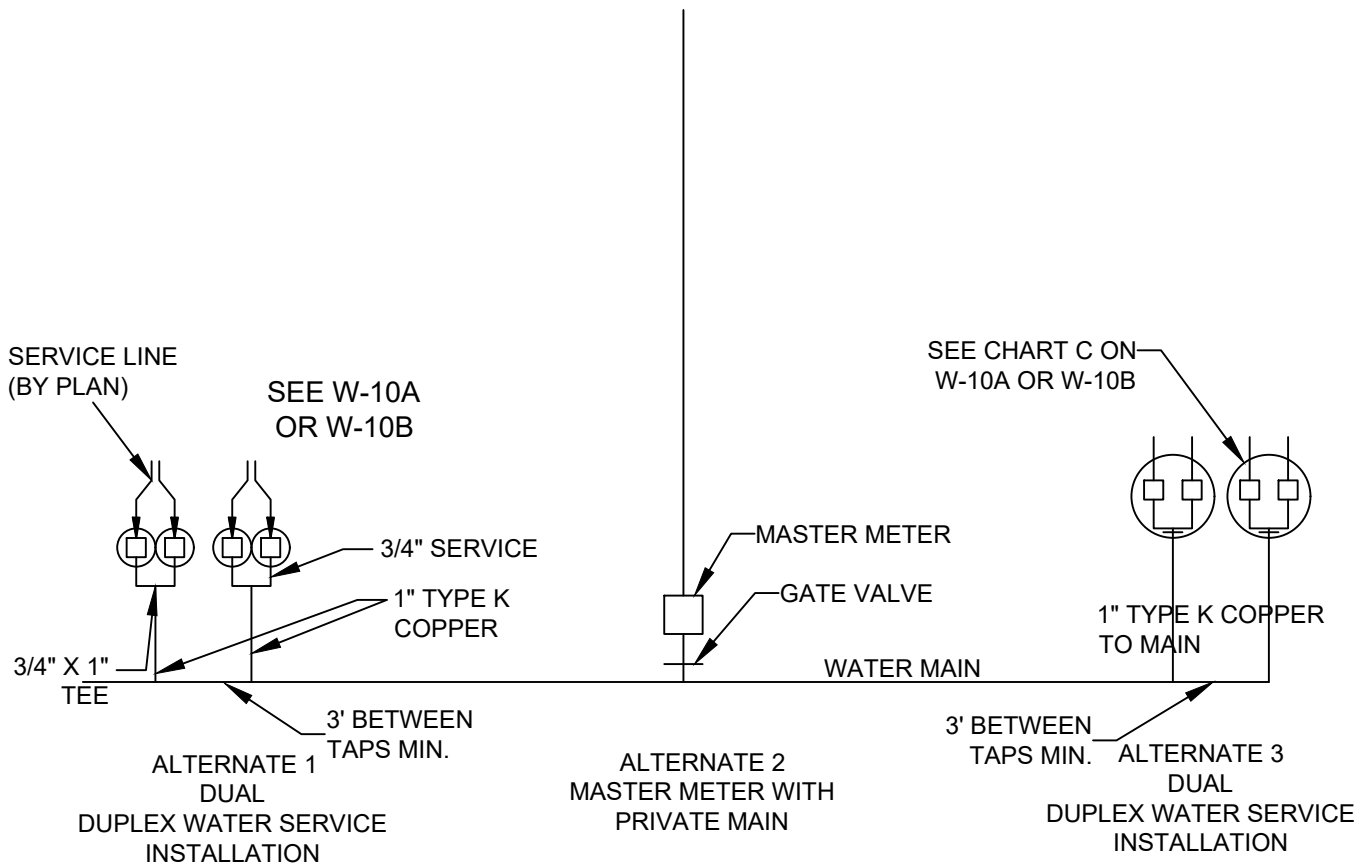 SERVICE LINE
(BY PLAN)
SEE W-10A
OR W-10B
SEE CHART C ON
W-10A OR W-10B
3/4" SERVICE
MASTER METER
1" TYPE K
COPPER
GATE VALVE
1" TYPE K COPPER
TO MAIN
3/4" X 1"
TEE
WATER MAIN
3' BETWEEN
TAPS MIN.
3' BETWEEN
TAPS MIN.
ALTERNATE 1
DUAL
DUPLEX WATER SERVICE
INSTALLATION
ALTERNATE 2
MASTER METER WITH
PRIVATE MAIN
ALTERNATE 3
DUAL
DUPLEX WATER SERVICE
INSTALLATION